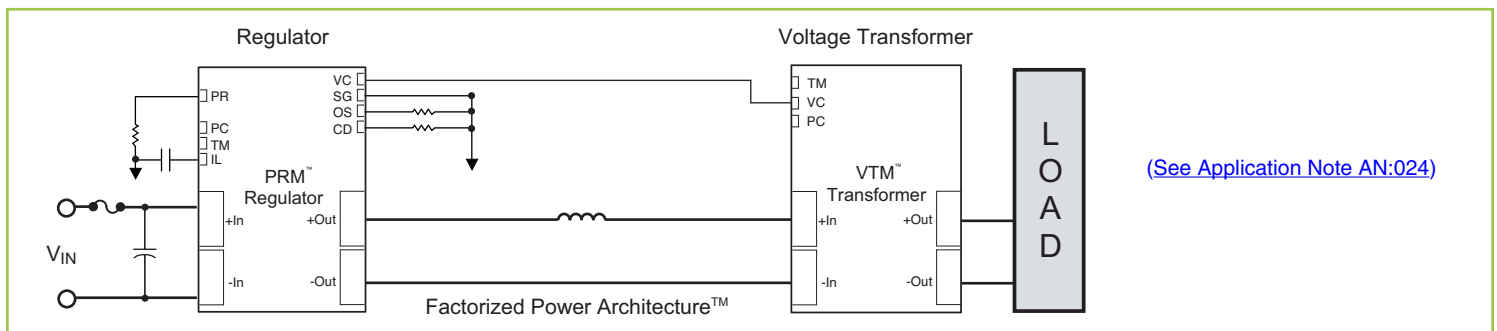 Regulator
Voltage Transformer
PR
PC
TM
IL
VC
SG
OS
CD
PRM™
Regulator
+In
-In
+Out
-Out
VIN
TM
VC
PC
VTM™
Transformer
+In
-In
+Out
-Out
LOAD
Factorized Power Architecture™
(See Application Note AN:024)